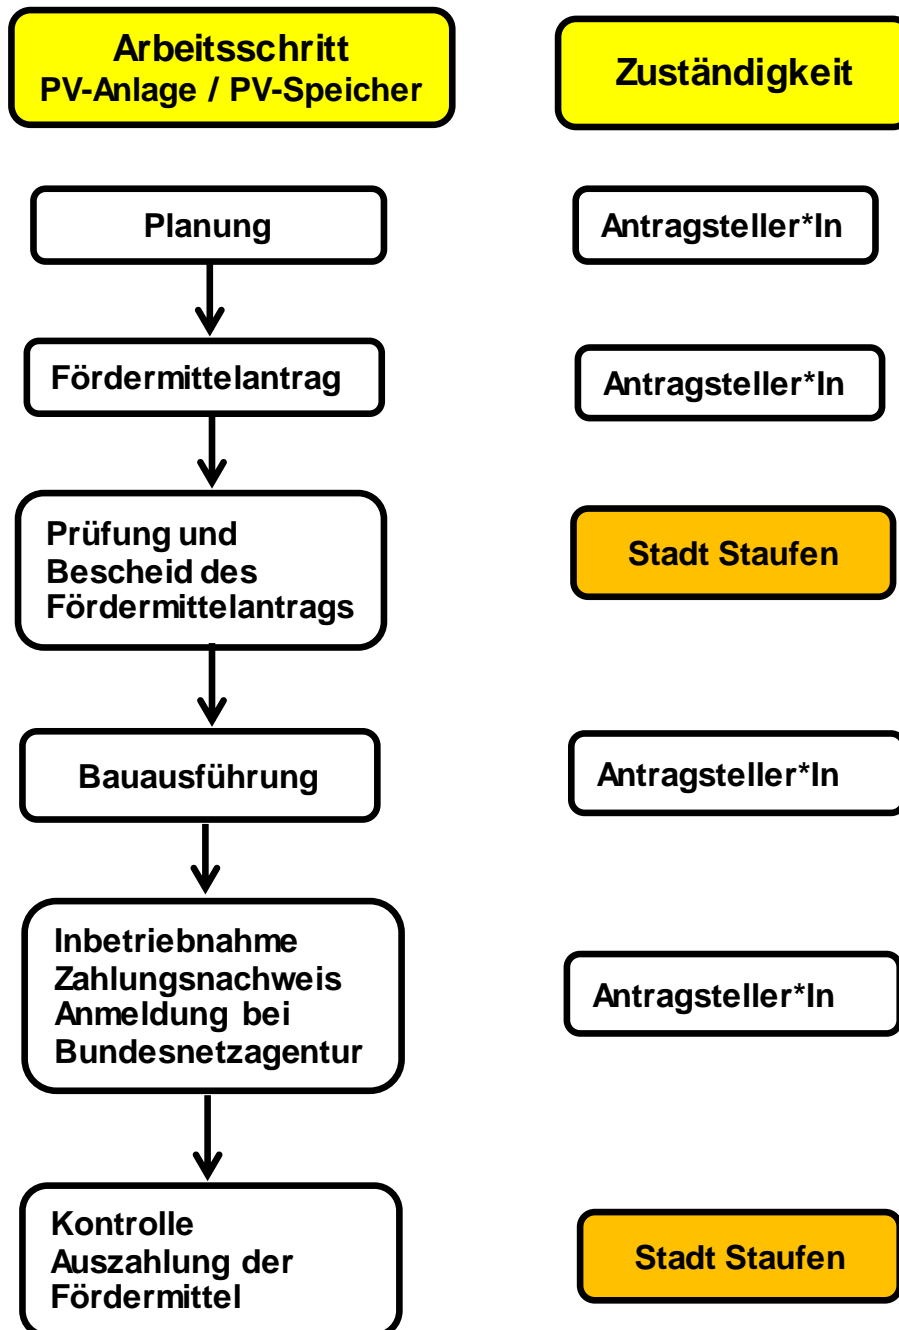 Arbeitsschritt
PV-Anlage / PV-Speicher
Zuständigkeit
Planung
Antragsteller*In
Fördermittelantrag
Antragsteller*In
Prüfung und
Bescheid des
Fördermittelantrags
Stadt Staufen
Bauausführung
Antragsteller*In
Inbetriebnahme
Zahlungsnachweis
Anmeldung bei
Bundesnetzagentur
Antragsteller*In
Kontrolle
Auszahlung der
Fördermittel
Stadt Staufen